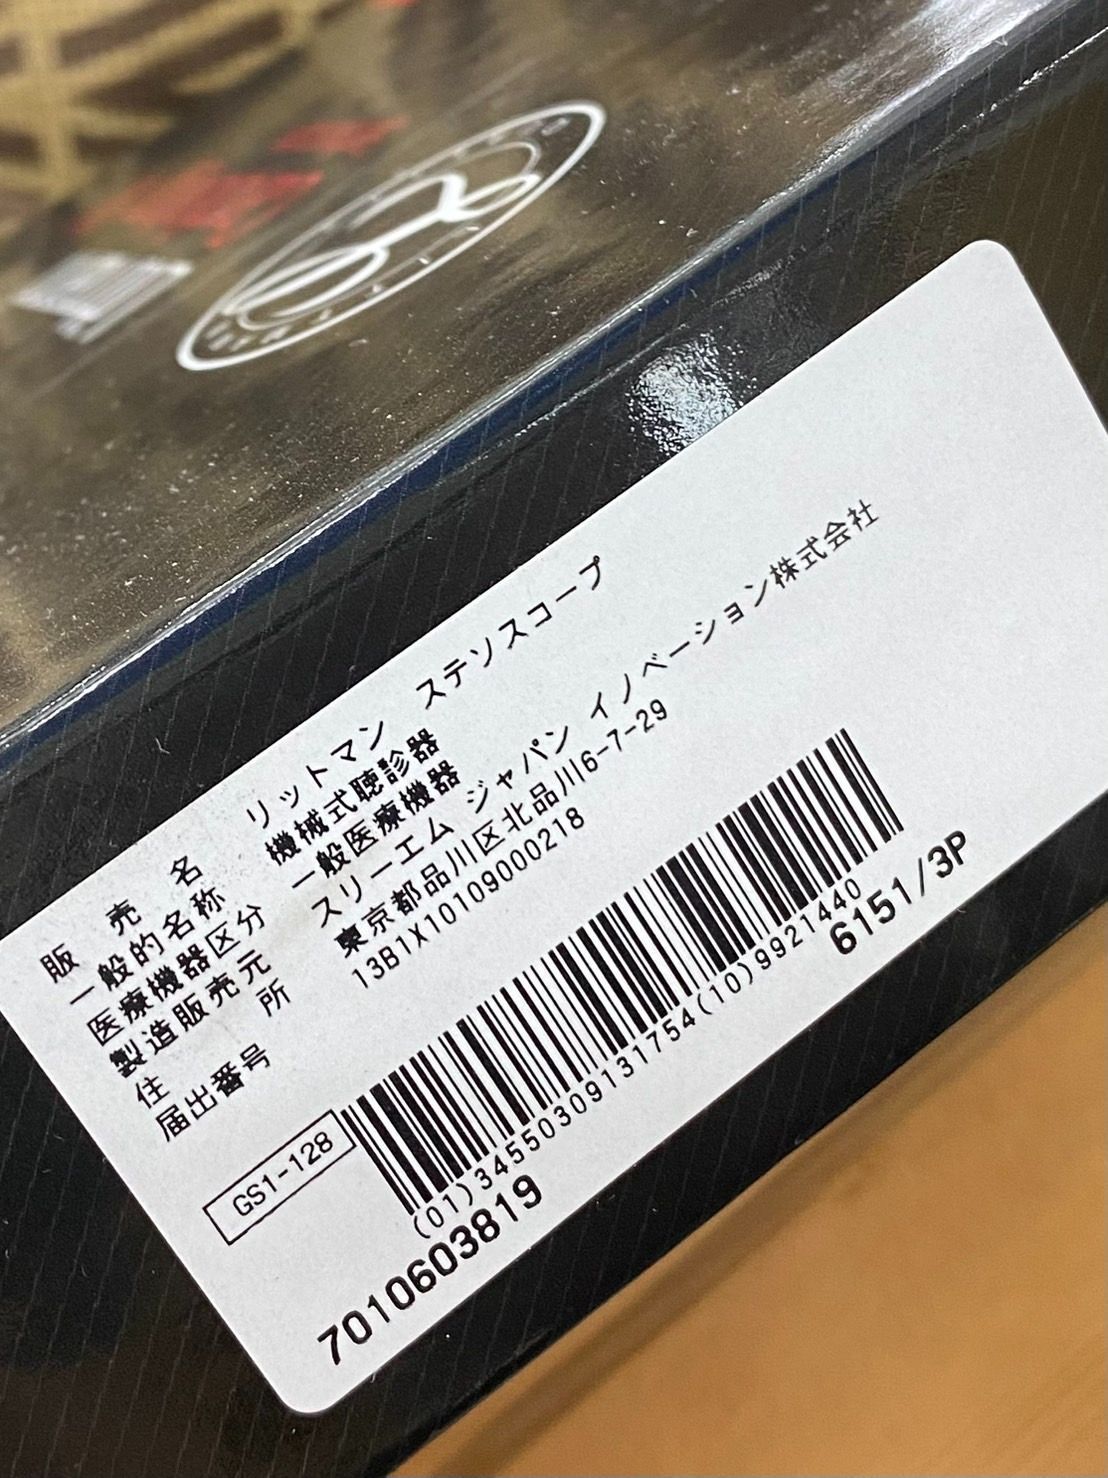 販売名 リットマン ステソスコープ
一般的名称 機械式聴診器
医療機器区分 一般医療機器
製造販売元 スリーエム ジャパン イノベーション株式会社
住所 東京都品川区北品川6-7-29
届出番号 13B1X10109000218
GS1-128
(01)34550309131754(10)9921440
7010603819 6151/3P